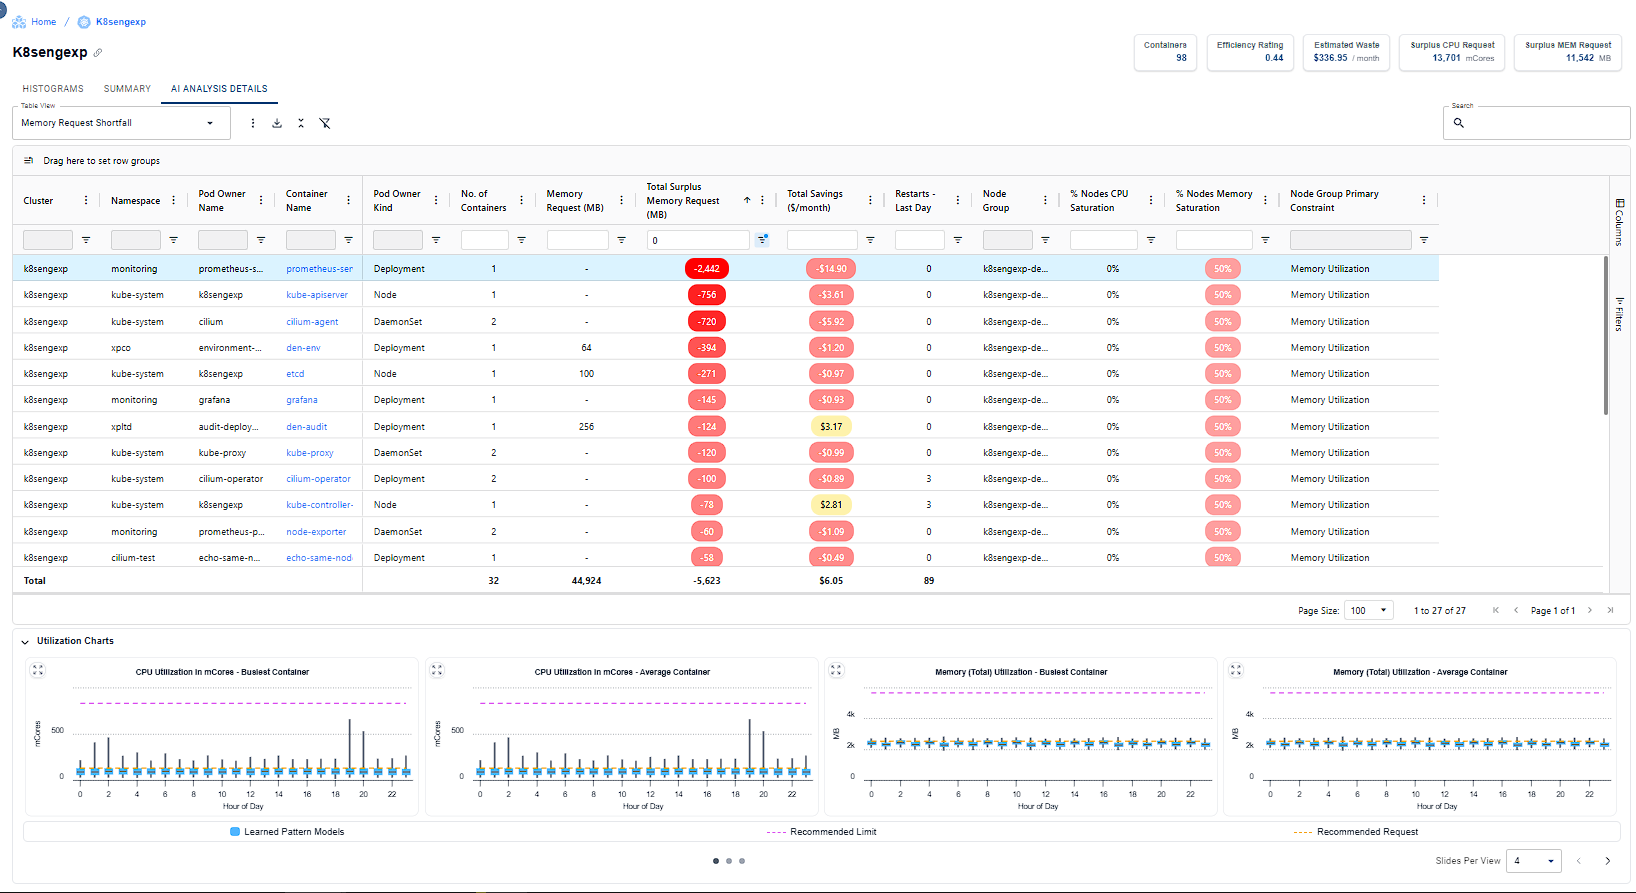 Home / K8sengexp
K8sengexp
Containers 98
Efficiency Rating 0.44
Estimated Waste $336.95 / month
Surplus CPU Request 13,701 mCores
Surplus MEM Request 11,542 MB
HISTOGRAMS SUMMARY AI ANALYSIS DETAILS
Table View
Memory Request Shortfall
Search
Drag here to set row groups
Cluster Namespace Pod Owner Name Container Name Pod Owner Kind No. of Containers Memory Request (MB) Total Surplus Memory Request (MB) Total Savings ($/month) Restarts - Last Day Node Group % Nodes CPU Saturation % Nodes Memory Saturation Node Group Primary Constraint
0
k8sengexp monitoring prometheus-s... prometheus-ser Deployment 1 - -2,442 -$14.90 0 k8sengexp-de... 0% 50% Memory Utilization
k8sengexp kube-system k8sengexp kube-apiserver Node 1 - -756 -$3.61 0 k8sengexp-de... 0% 50% Memory Utilization
k8sengexp kube-system cilium cilium-agent DaemonSet 2 - -720 -$5.92 0 k8sengexp-de... 0% 50% Memory Utilization
k8sengexp xpco environment-... den-env Deployment 1 64 -394 -$1.20 0 k8sengexp-de... 0% 50% Memory Utilization
k8sengexp kube-system k8sengexp etcd Node 1 100 -271 -$0.97 0 k8sengexp-de... 0% 50% Memory Utilization
k8sengexp monitoring grafana grafana Deployment 1 - -145 -$0.93 0 k8sengexp-de... 0% 50% Memory Utilization
k8sengexp xpltd audit-deploy... den-audit Deployment 1 256 -124 $3.17 0 k8sengexp-de... 0% 50% Memory Utilization
k8sengexp kube-system kube-proxy kube-proxy DaemonSet 2 - -120 -$0.99 0 k8sengexp-de... 0% 50% Memory Utilization
k8sengexp kube-system cilium-operator cilium-operator Deployment 2 - -100 -$0.89 3 k8sengexp-de... 0% 50% Memory Utilization
k8sengexp kube-system k8sengexp kube-controller- Node 1 - -78 $2.81 3 k8sengexp-de... 0% 50% Memory Utilization
k8sengexp monitoring prometheus-p... node-exporter DaemonSet 2 - -60 -$1.09 0 k8sengexp-de... 0% 50% Memory Utilization
k8sengexp cilium-test echo-same-n... echo-same-nod Deployment 1 - -58 -$0.49 0 k8sengexp-de... 0% 50% Memory Utilization
Total 32 44,924 -5,623 $6.05 89
Columns
Filters
Page Size: 100 1 to 27 of 27 Page 1 of 1
Utilization Charts
CPU Utilization in mCores - Busiest Container
mCores
500
0
0 2 4 6 8 10 12 14 16 18 20 22
Hour of Day
CPU Utilization in mCores - Average Container
mCores
500
0
0 2 4 6 8 10 12 14 16 18 20 22
Hour of Day
Memory (Total) Utilization - Busiest Container
MB
4k
2k
0
0 2 4 6 8 10 12 14 16 18 20 22
Hour of Day
Memory (Total) Utilization - Average Container
MB
4k
2k
0
0 2 4 6 8 10 12 14 16 18 20 22
Hour of Day
Learned Pattern Models Recommended Limit Recommended Request
Slides Per View 4